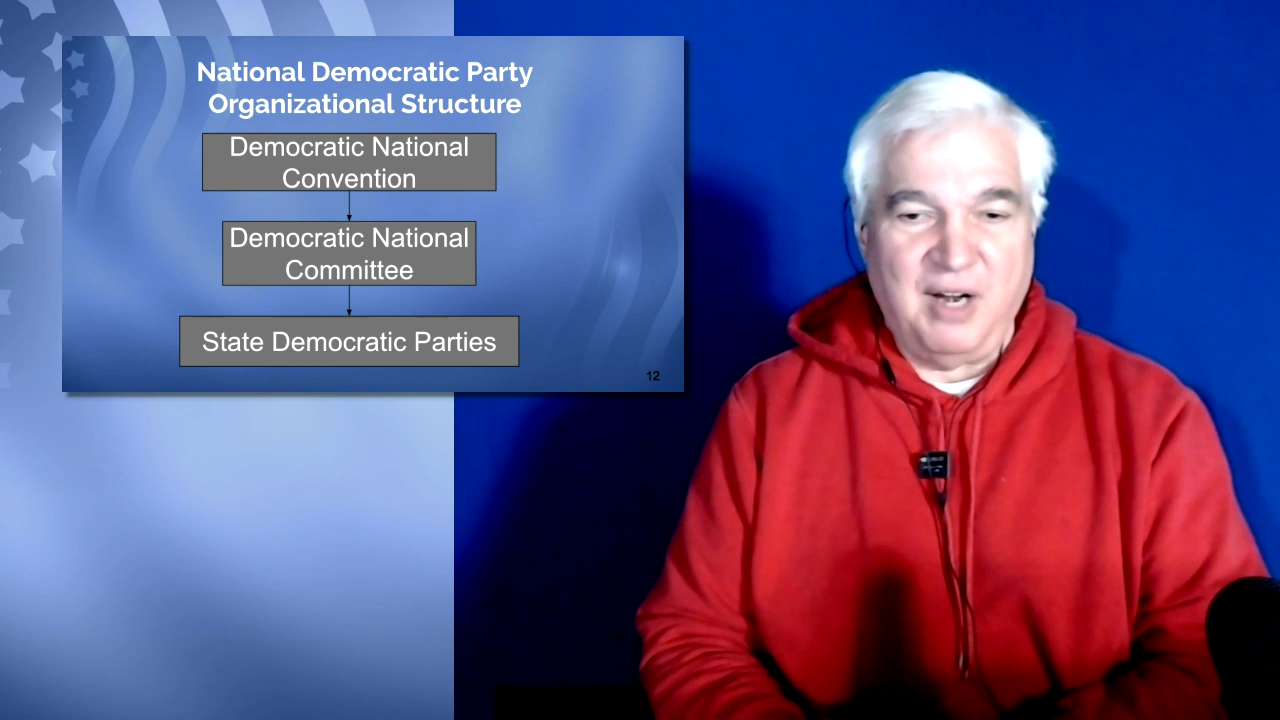 National Democratic Party
Organizational Structure
Democratic National
Convention
Democratic National
Committee
State Democratic Parties
12